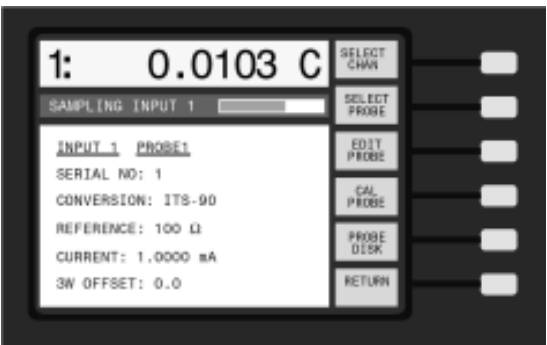 1: 0.0103 C
SAMPLING INPUT 1
INPUT 1 PROBE1
SERIAL NO: 1
CONVERSION: ITS-90
REFERENCE: 100 Ω
CURRENT: 1.0000 mA
3W OFFSET: 0.0
SELECT
CHAN
SELECT
PROBE
EDIT
PROBE
CAL
PROBE
PROBE
DISK
RETURN